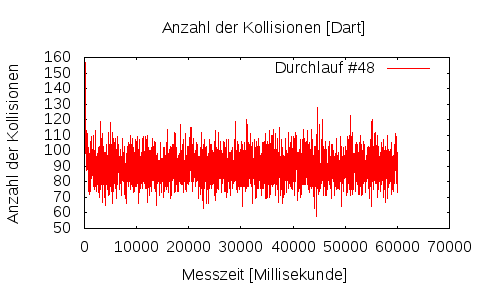 Anzahl der Kollisionen [Dart]
Durchlauf #48
Anzahl der Kollisionen
160
150
140
130
120
110
100
90
80
70
60
50
0 10000 20000 30000 40000 50000 60000 70000
Messzeit [Millisekunde]